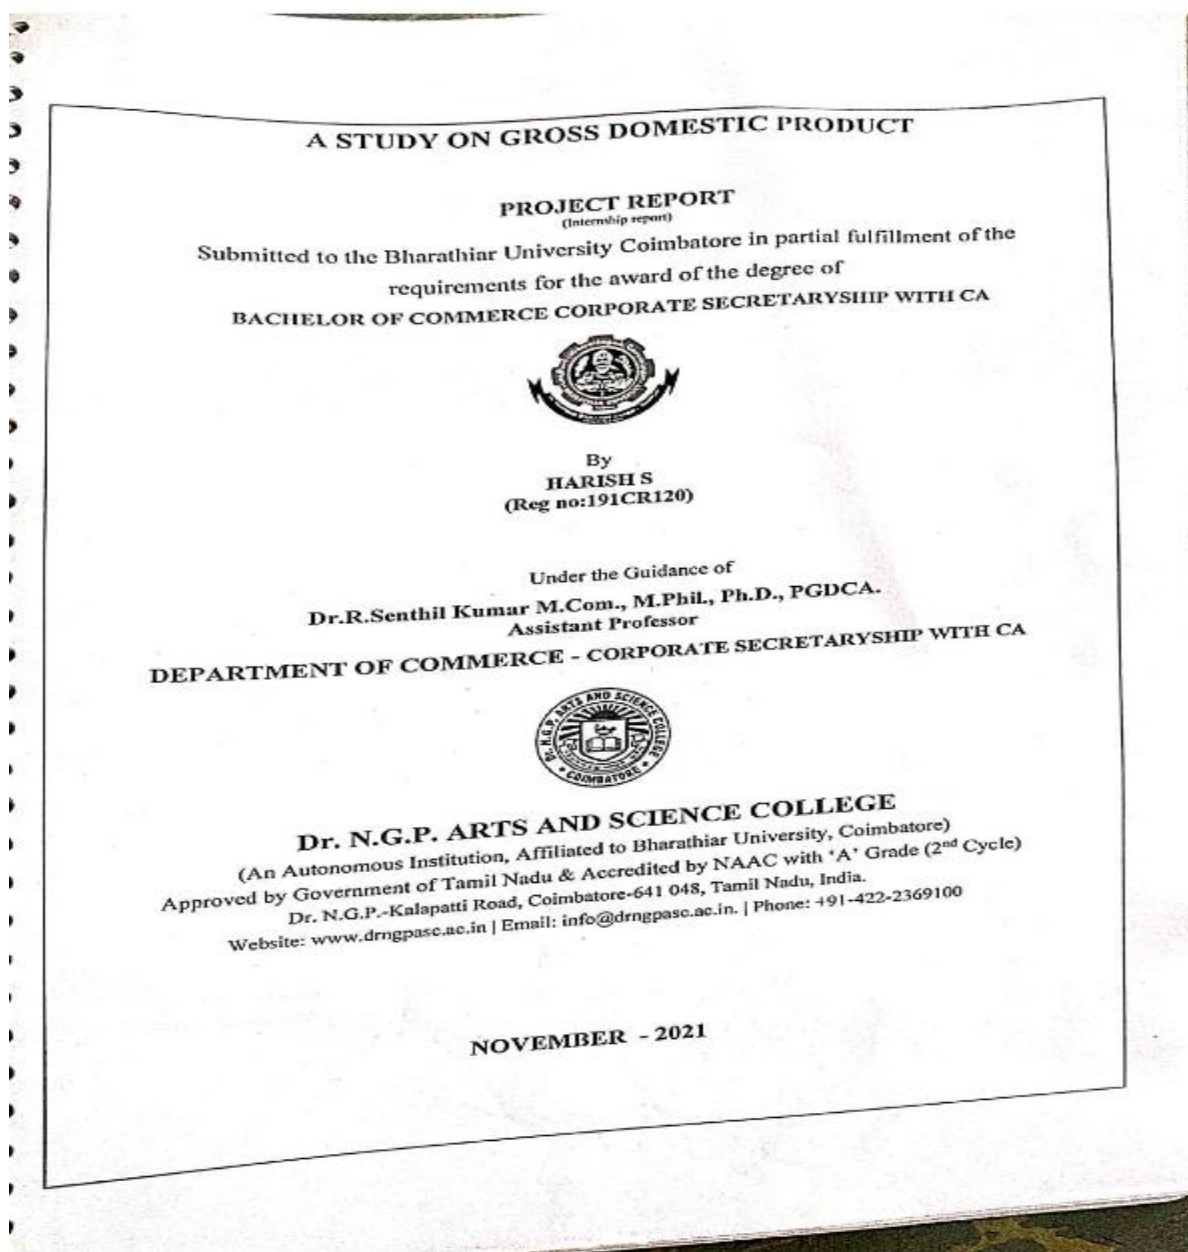 A STUDY ON GROSS DOMESTIC PRODUCT
PROJECT REPORT
(Internship report)
Submitted to the Bharathiar University Coimbatore in partial fulfillment of the
requirements for the award of the degree of
BACHELOR OF COMMERCE CORPORATE SECRETARYSHIP WITH CA
By
HARISH S
(Reg no:191CR120)
Under the Guidance of
Dr.R.Senthil Kumar M.Com., M.Phil., Ph.D., PGDCA.
Assistant Professor
DEPARTMENT OF COMMERCE - CORPORATE SECRETARYSHIP WITH CA
Dr. N.G.P. ARTS AND SCIENCE COLLEGE
COIMBATORE
Dr. N.G.P. ARTS AND SCIENCE COLLEGE
(An Autonomous Institution, Affiliated to Bharathiar University, Coimbatore)
Approved by Government of Tamil Nadu & Accredited by NAAC with 'A' Grade (2nd Cycle)
Dr. N.G.P.-Kalapatti Road, Coimbatore-641 048, Tamil Nadu, India.
Website: www.drngpasc.ac.in | Email: info@drngpasc.ac.in. | Phone: +91-422-2369100
NOVEMBER - 2021